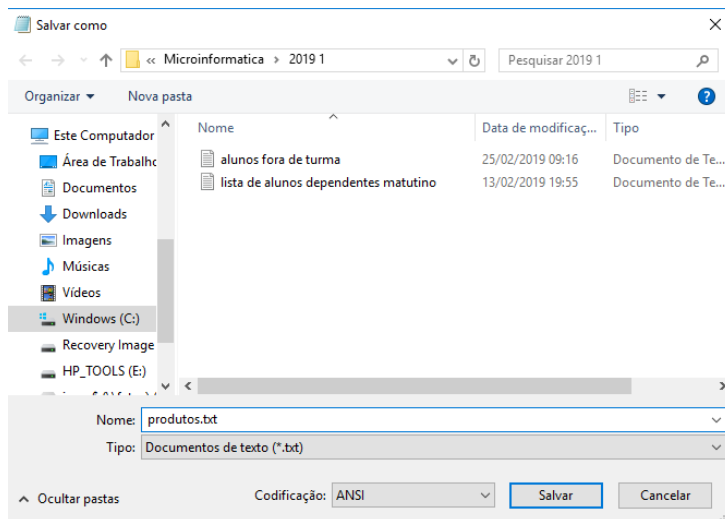 Salvar como
« Microinformatica > 2019 1
Pesquisar 2019 1
Organizar
Nova pasta
Nome
Data de modificaç...
Tipo
alunos fora de turma
25/02/2019 09:16
Documento de Te...
lista de alunos dependentes matutino
13/02/2019 19:55
Documento de Te...
Este Computador
Área de Trabalho
Documentos
Downloads
Imagens
Músicas
Vídeos
Windows (C:)
Recovery Image
HP_TOOLS (E:)
Nome: produtos.txt
Tipo: Documentos de texto (*.txt)
Ocultar pastas
Codificação: ANSI
Salvar
Cancelar